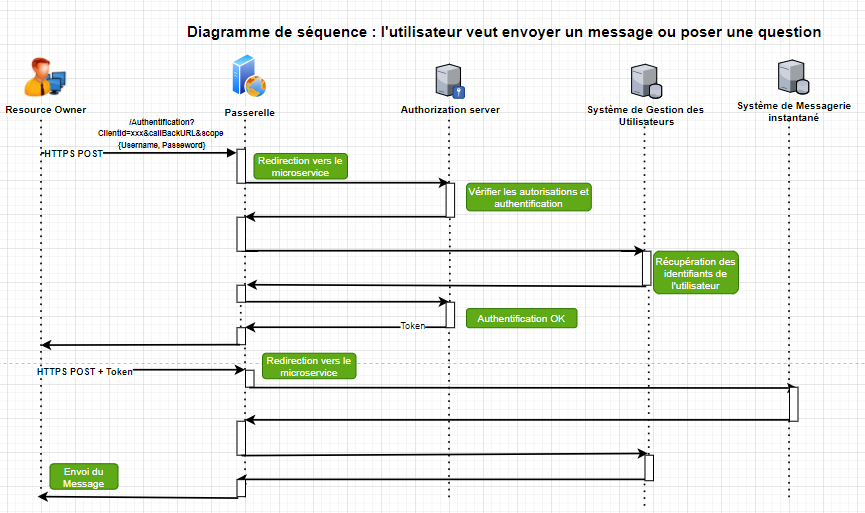 Diagramme de séquence : l'utilisateur veut envoyer un message ou poser une question
Resource Owner
Passerelle
Authorization server
Système de Gestion des
Utilisateurs
Système de Messagerie
instantané
/Authentification?
ClientId=xxx&callBackURL&scope
{Username, Passeword}
HTTPS POST
Redirection vers le
microservice
Vérifier les autorisations et
authentification
Récupération des
identifiants de
l'utilisateur
Authentification OK
Token
Redirection vers le
microservice
HTTPS POST + Token
Envoi du
Message